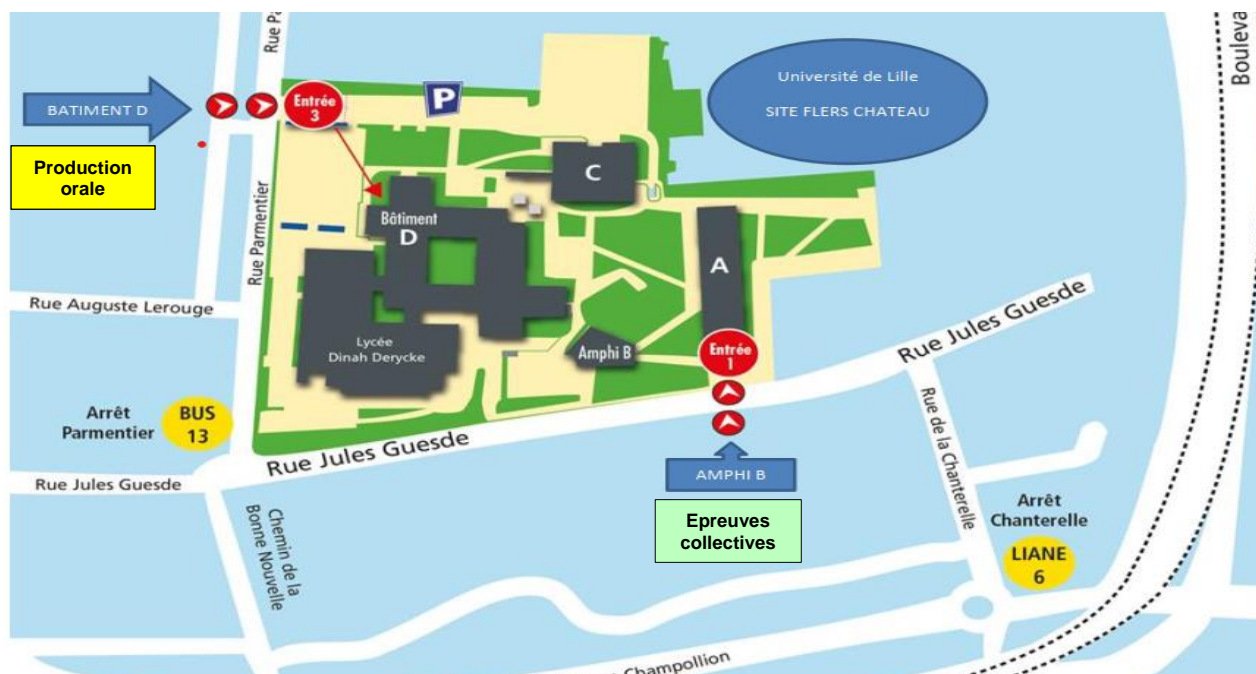 Rue Pa
Bouleva
P
Université de Lille
SITE FLERS CHATEAU
BATIMENT D
Entrée
3
Production
orale
C
Bâtiment
D
A
Rue Parmentier
Rue Auguste Lerouge
Rue Jules Guesde
Lycée
Dinah Derycke
Amphi B
Entrée
1
Arrêt
Parmentier
BUS
13
Rue Jules Guesde
Rue Jules Guesde
AMPHI B
Epreuves
collectives
Rue de la Chanterelle
Chemin de la
Bonne Nouvelle
Arrêt
Chanterelle
LIANE
6
Champollion